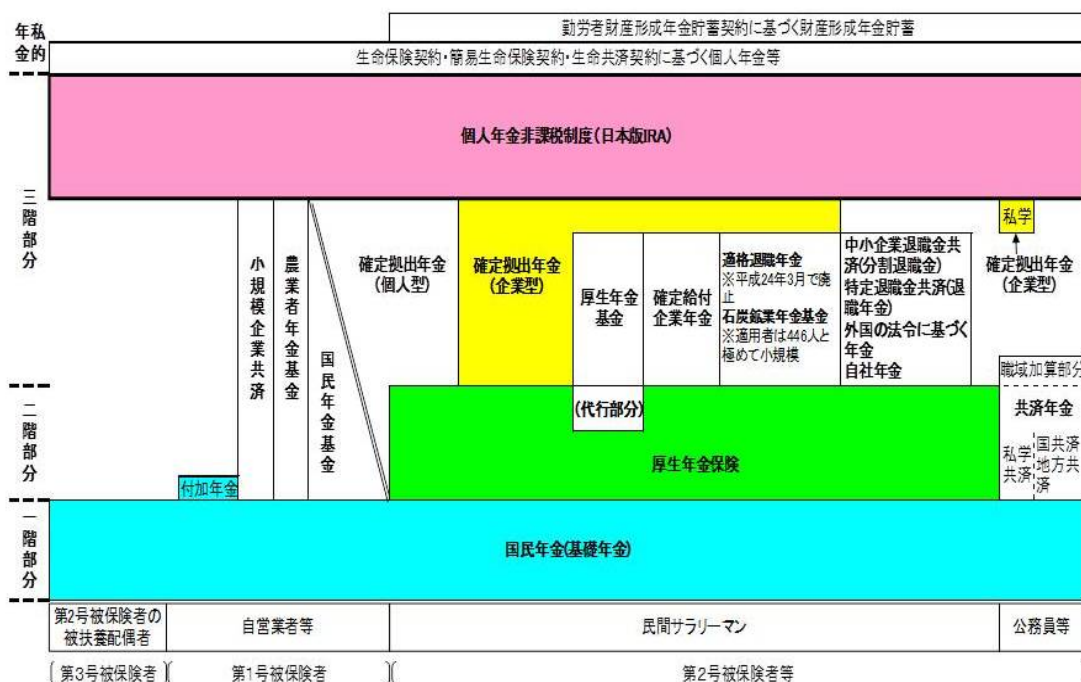 勤労者財産形成年金貯蓄契約に基づく財産形成年金貯蓄
私的
年金
生命保険契約・簡易生命保険契約・生命共済契約に基づく個人年金等
個人年金非課税制度(日本版IRA)
三階部分
小規模企業共済
農業者年金基金
国民年金基金
確定拠出年金
(個人型)
確定拠出年金
(企業型)
厚生年金
基金
確定給付
企業年金
適格退職年金
※平成24年3月で廃
止
石炭鉱業年金基金
※適用者は446人と
極めて小規模
中小企業退職金共
済(分割退職金)
特定退職金共済(退
職年金)
外国の法令に基づく
年金
自社年金
私学
確定拠出年金
(企業型)
職域加算部分
二階部分
(代行部分)
厚生年金保険
共済年金
私学
共済
国共済
地方共
済
付加年金
一階部分
国民年金(基礎年金)
第2号被保険者の
被扶養配偶者
自営業者等
民間サラリーマン
公務員等
第3号被保険者
第1号被保険者
第2号被保険者等